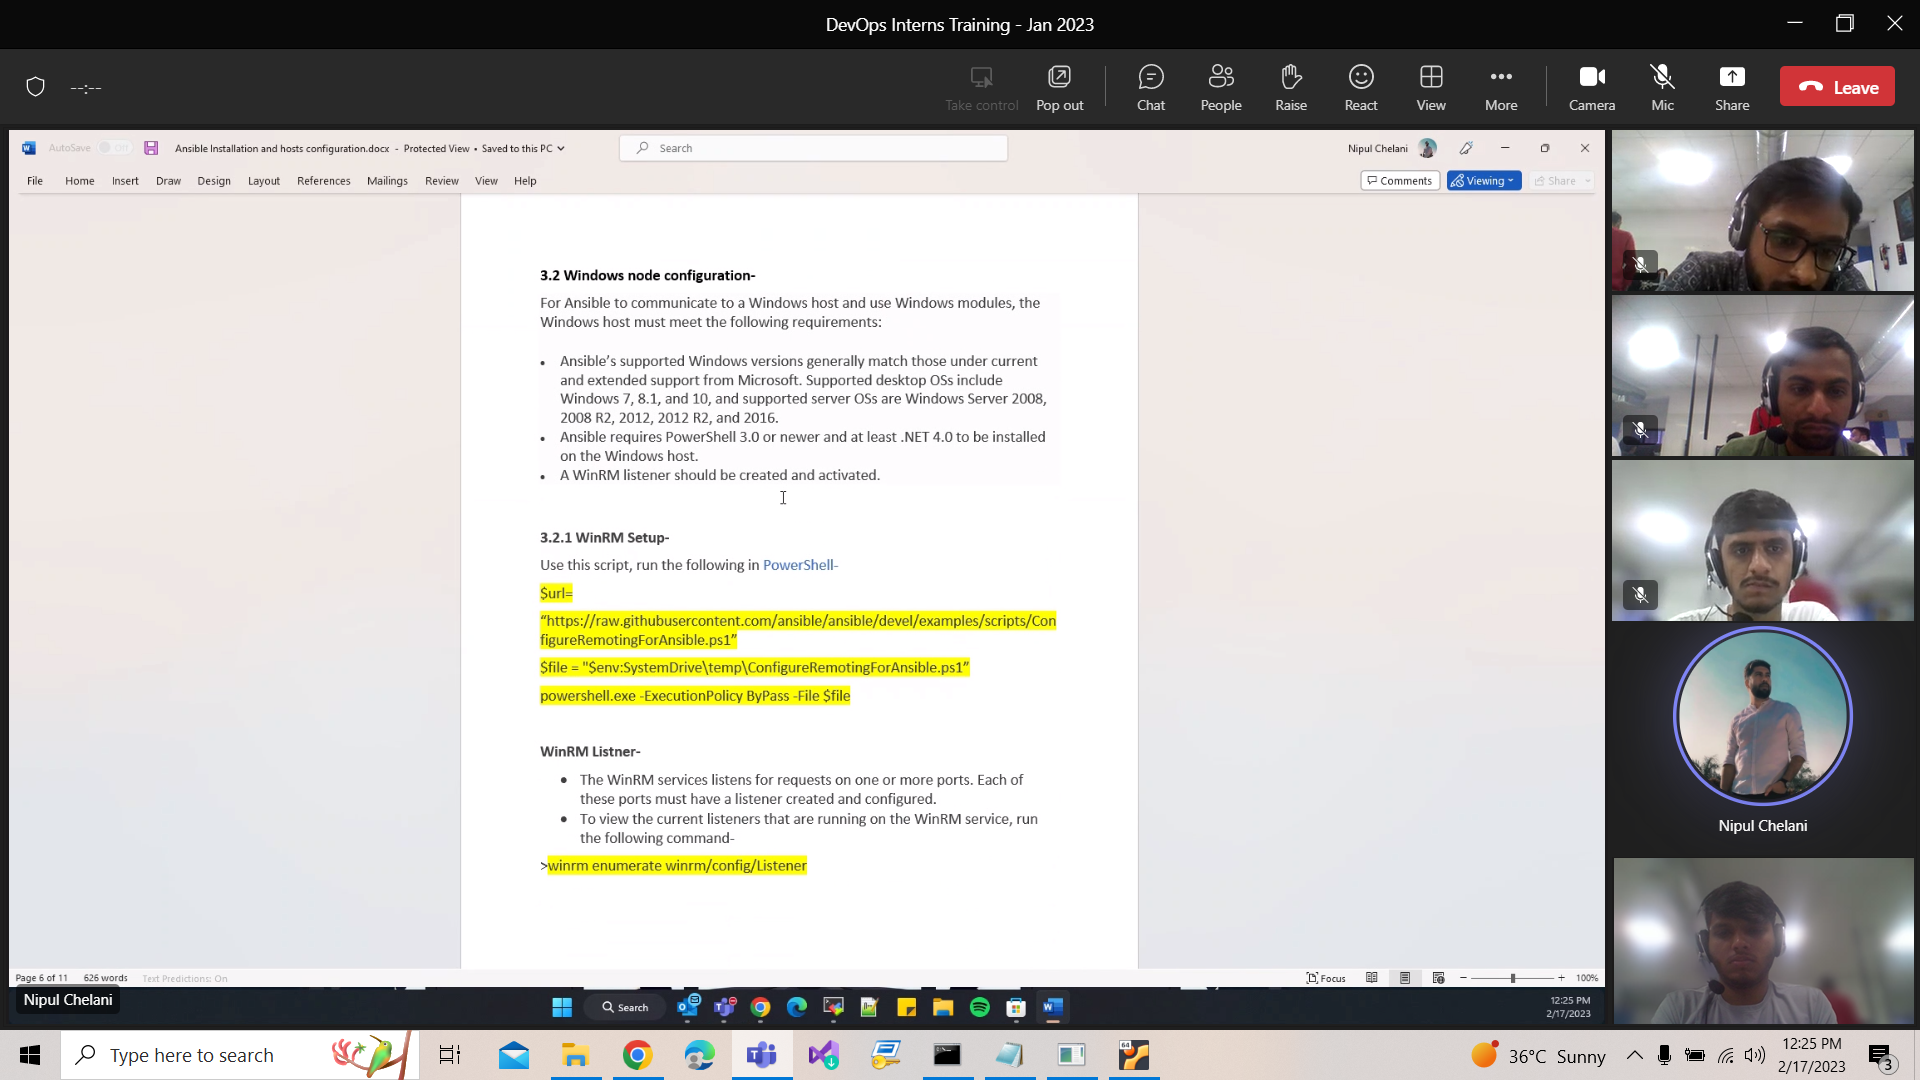 DevOps Interns Training - Jan 2023
--:--
Take control
Pop out
Chat
People
Raise
React
View
More
Camera
Mic
Share
Leave
AutoSave Off
Ansible Installation and hosts configuration.docx - Protected View • Saved to this PC
Search
Nipul Chelani
File Home Insert Draw Design Layout References Mailings Review View Help
Comments
Viewing
Share
3.2 Windows node configuration-
For Ansible to communicate to a Windows host and use Windows modules, the
Windows host must meet the following requirements:
• Ansible’s supported Windows versions generally match those under current
and extended support from Microsoft. Supported desktop OSs include
Windows 7, 8.1, and 10, and supported server OSs are Windows Server 2008,
2008 R2, 2012, 2012 R2, and 2016.
• Ansible requires PowerShell 3.0 or newer and at least .NET 4.0 to be installed
on the Windows host.
• A WinRM listener should be created and activated.
3.2.1 WinRM Setup-
Use this script, run the following in PowerShell-
$url=
“https://raw.githubusercontent.com/ansible/ansible/devel/examples/scripts/Con
figureRemotingForAnsible.ps1”
$file = "$env:SystemDrive\temp\ConfigureRemotingForAnsible.ps1”
powershell.exe -ExecutionPolicy ByPass -File $file
WinRM Listner-
• The WinRM services listens for requests on one or more ports. Each of
these ports must have a listener created and configured.
• To view the current listeners that are running on the WinRM service, run
the following command-
>winrm enumerate winrm/config/Listener
Page 6 of 11 626 words Text Predictions: On
Focus
100%
Nipul Chelani
Search
12:25 PM
2/17/2023
Nipul Chelani
Type here to search
64
36°C Sunny
12:25 PM
2/17/2023
3